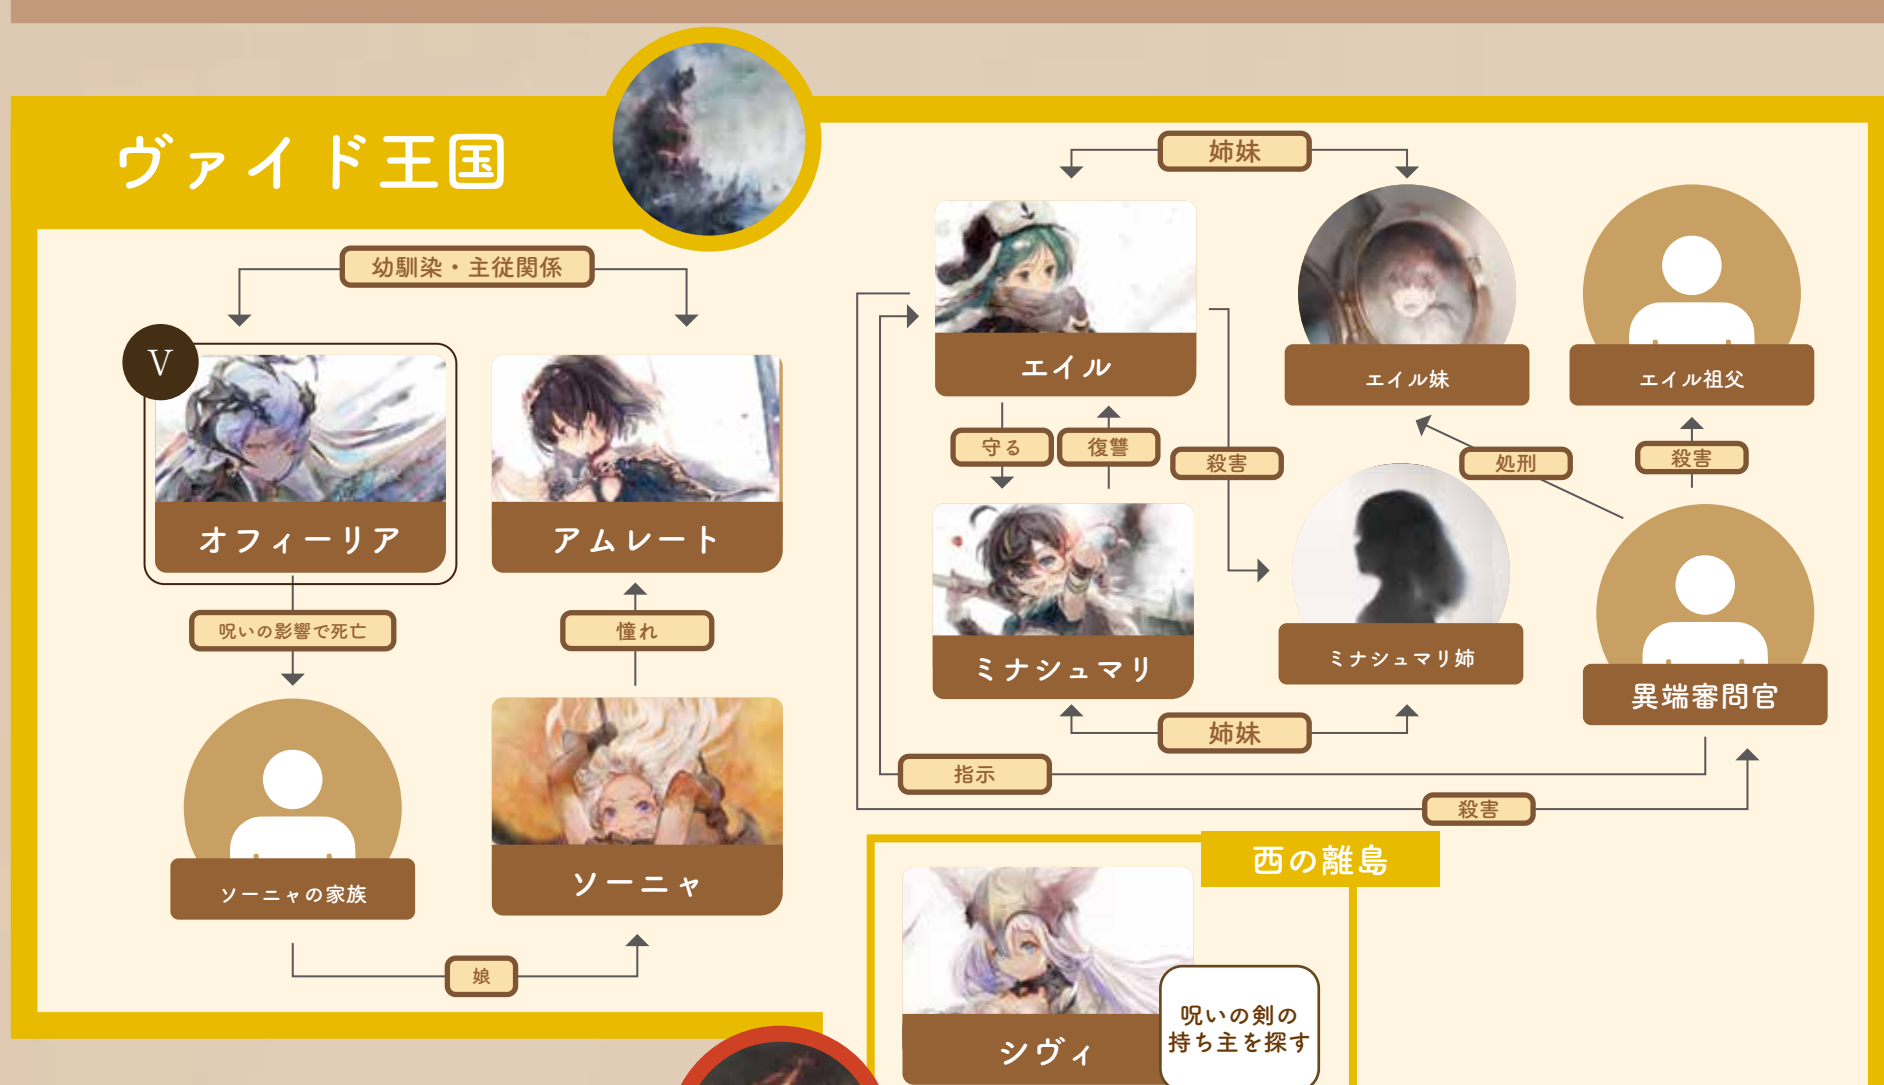 ヴァイド王国
幼馴染・主従関係
V
オフィーリア
アムレート
呪いの影響で死亡
憧れ
ソーニャの家族
ソーニャ
娘
姉妹
エイル
エイル妹
エイル祖父
守る
復讐
殺害
処刑
殺害
ミナシュマリ
ミナシュマリ姉
異端審問官
姉妹
指示
殺害
西の離島
シヴィ
呪いの剣の
持ち主を探す